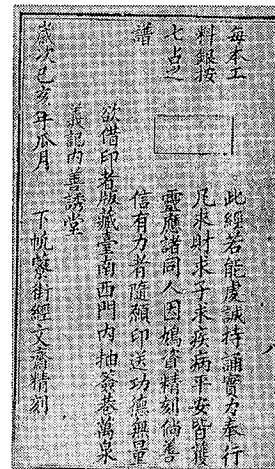 此經若能虔誠持誦實力奉行
凡求財求子求疾病平安皆獲
靈應諸同人因鳩資精刻倘善
信有力者隨願印送功德無量
每本工
料銀按
七占之
譜
欲借印者版藏臺南西門內抽簽巷萬泉
義記內善誘堂
歲次己亥年瓜月 下帆藔街經文齋精刻